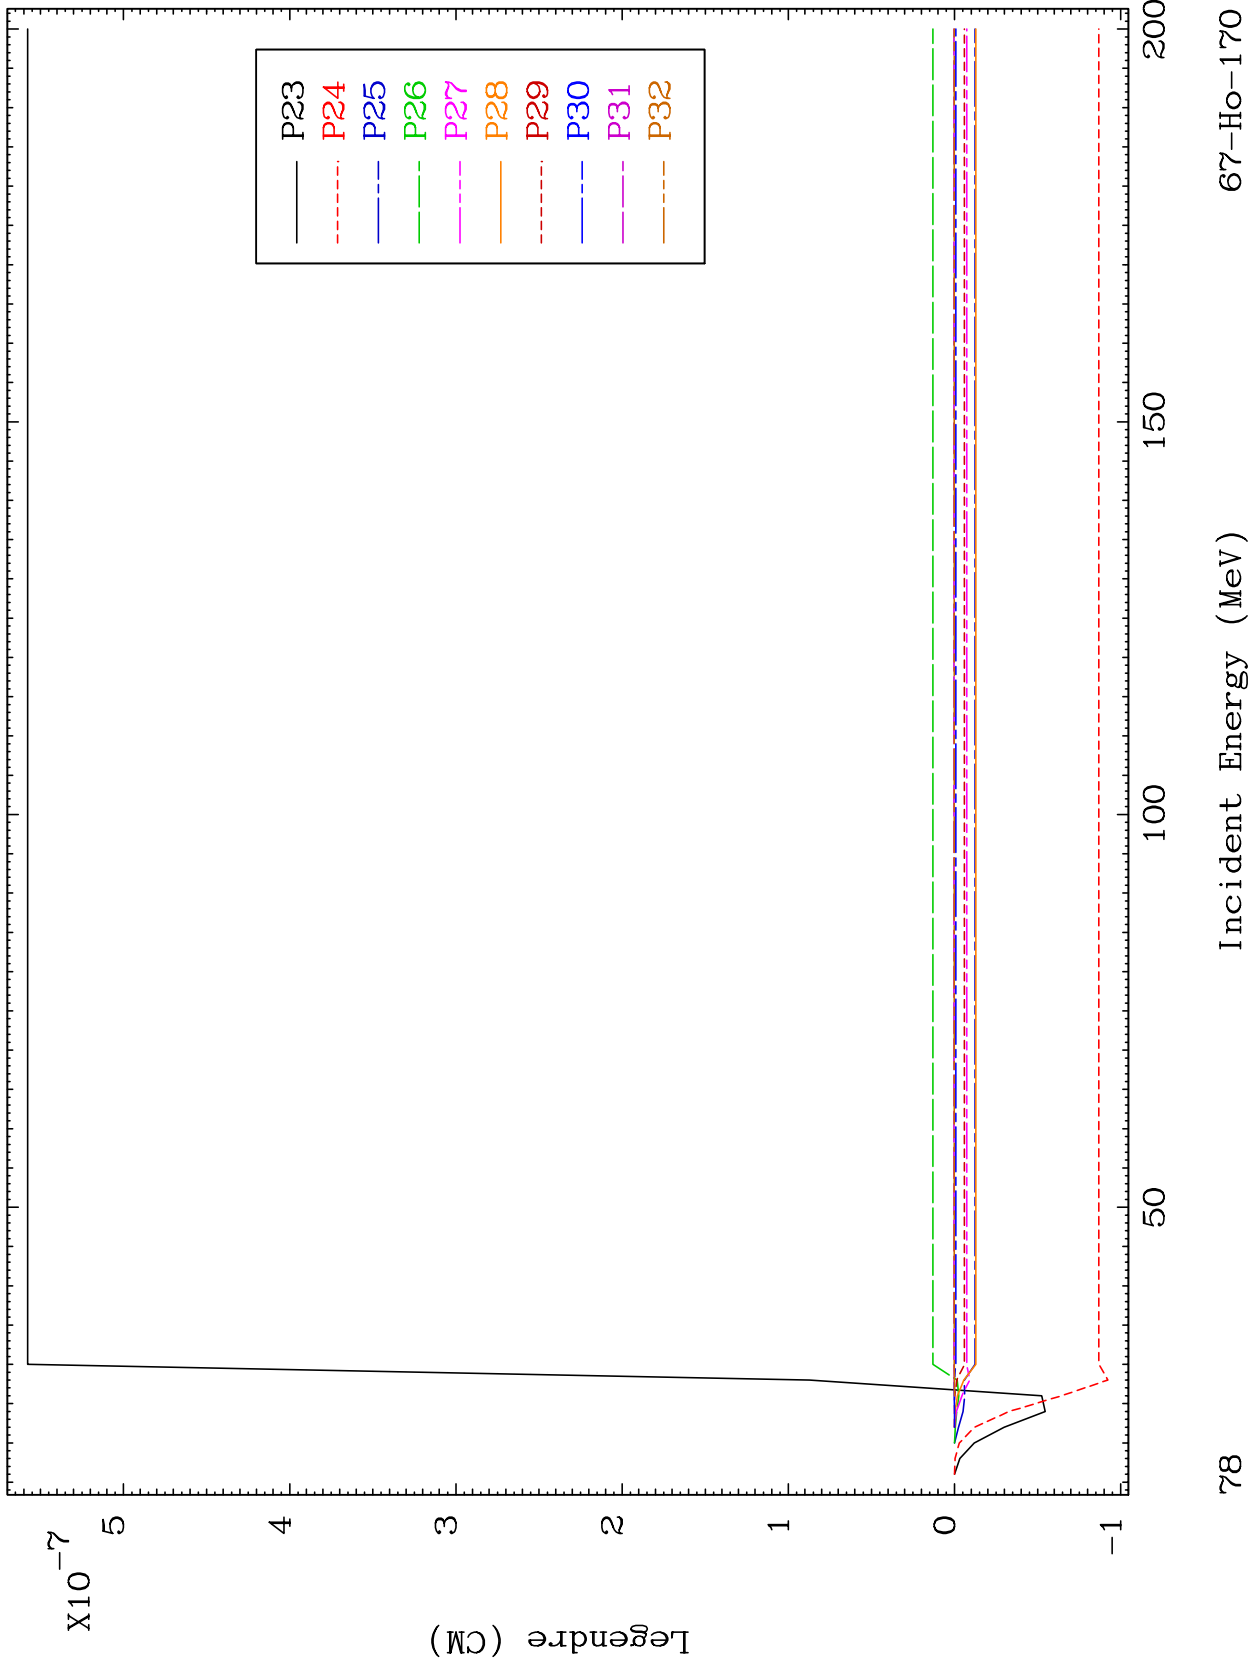 X10^-7
Legendre (CM)
5
4
3
2
1
0
-1
P23
P24
P25
P26
P27
P28
P29
P30
P31
P32
50
100
150
200
78
Incident Energy (MeV)
67-Ho-170